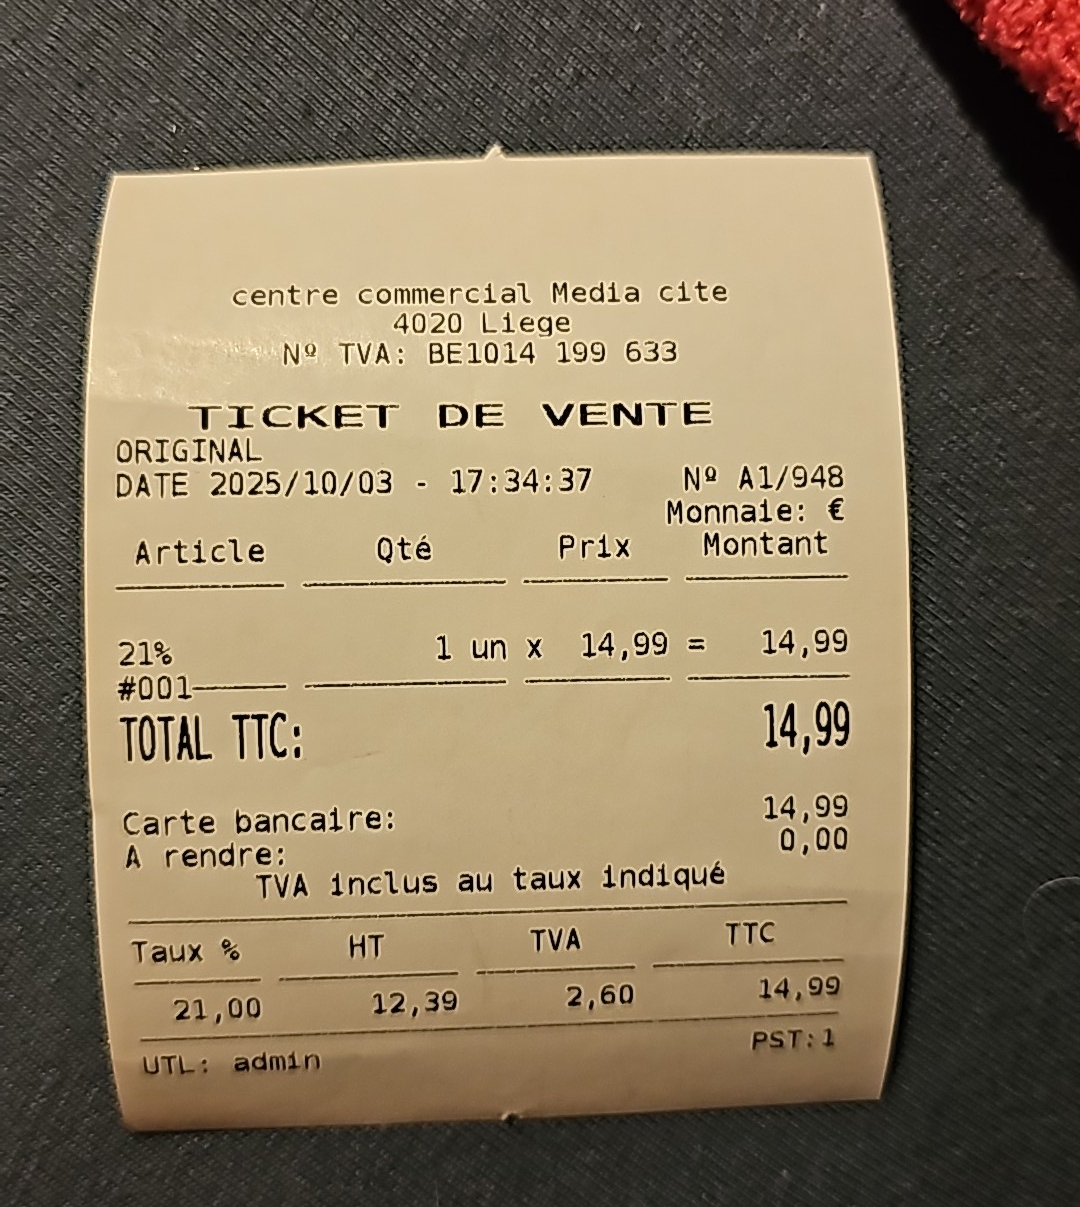 centre commercial Media cite
4020 Liege
Nº TVA: BE1014 199 633
TICKET DE VENTE
ORIGINAL
DATE 2025/10/03 - 17:34:37 Nº A1/948
Monnaie: €
Article Qté Prix Montant
21% 1 un x 14,99 = 14,99
#001
TOTAL TTC: 14,99
Carte bancaire: 14,99
A rendre: 0,00
TVA inclus au taux indiqué
Taux % HT TVA TTC
21,00 12,39 2,60 14,99
UTL: admin PST:1